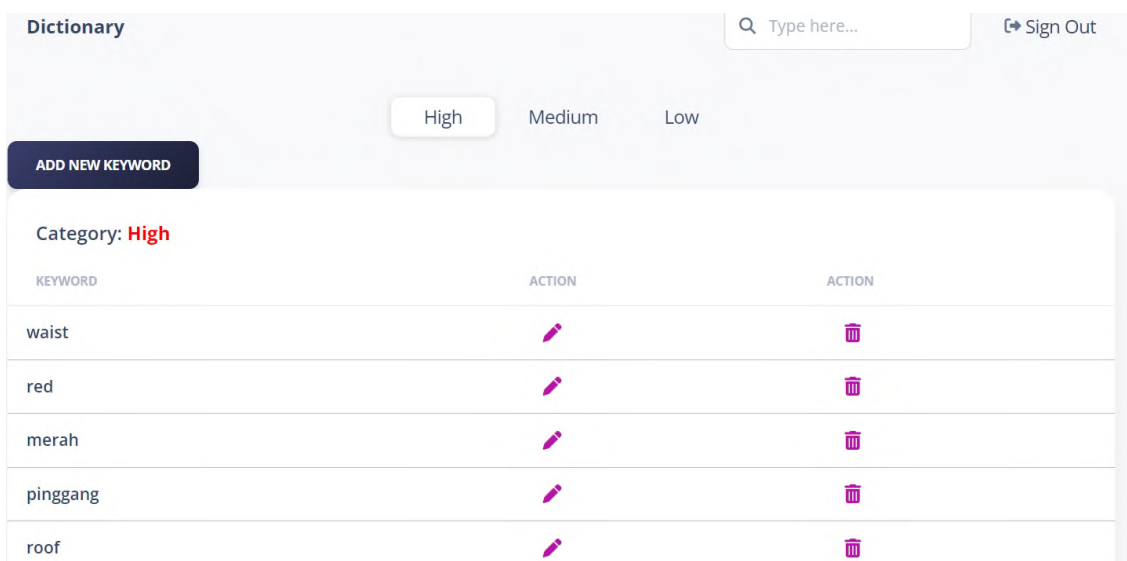 Dictionary
Type here...
Sign Out
High Medium Low
ADD NEW KEYWORD
Category: High
KEYWORD ACTION ACTION
waist
red
merah
pinggang
roof